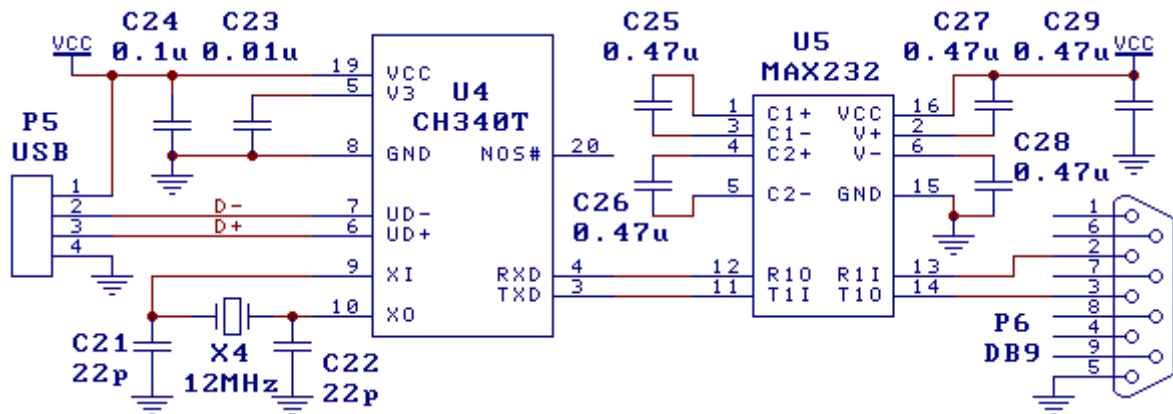 C24
0.1u
C23
0.01u
VCC
P5
USB
1
2
3
4
D-
D+
19
5
8
7
6
9
10
VCC
V3
GND
UD-
UD+
XI
XO
U4
CH340T
NOS#
20
RXD
4
TXD
3
C21
22p
X4
12MHz
C22
22p
C25
0.47u
C26
0.47u
U5
MAX232
1
3
4
5
12
11
C1+
C1-
C2+
C2-
R1O
T1I
VCC
V+
V-
GND
R1I
T1O
16
2
6
15
13
14
C27
0.47u
C29
0.47u
VCC
C28
0.47u
1
6
2
7
3
8
4
9
5
P6
DB9